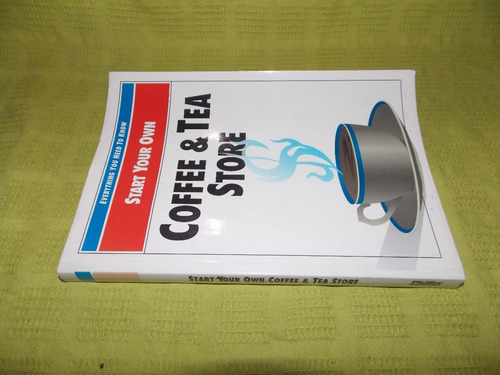 EVERYTHING YOU NEED TO KNOW
START YOUR OWN
COFFEE & TEA
STORE
START YOUR OWN COFFEE & TEA STORE